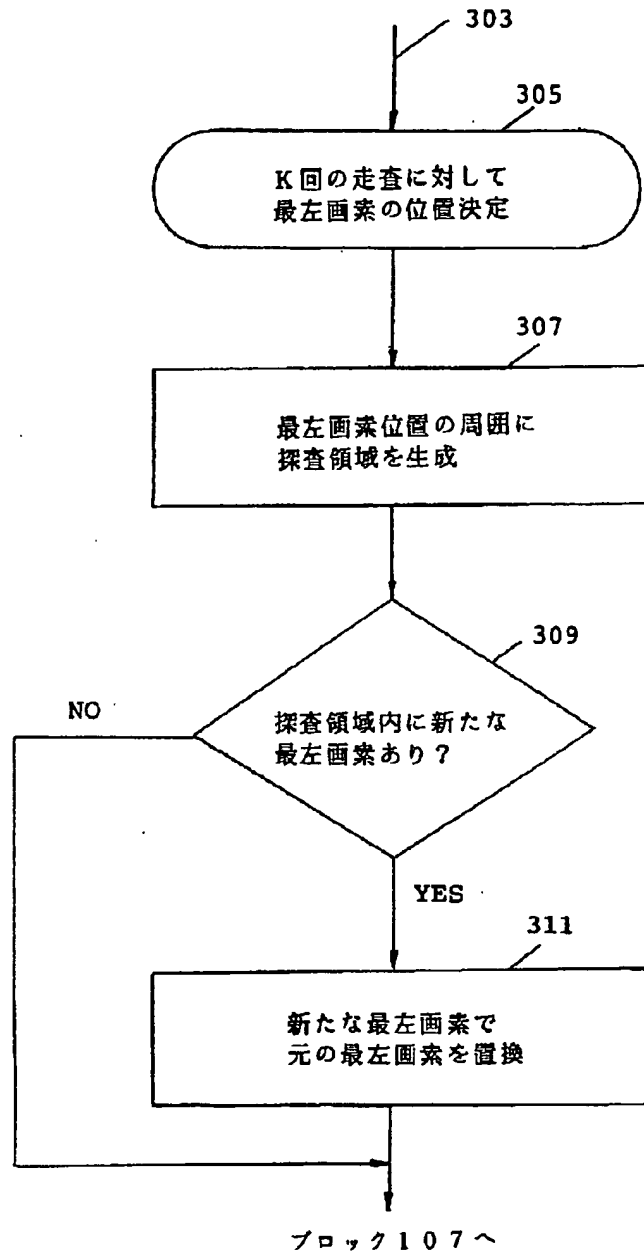 303
305
K回の走査に対して
最左画素の位置決定
307
最左画素位置の周囲に
探査領域を生成
309
NO
探査領域内に新たな
最左画素あり？
YES
311
新たな最左画素で
元の最左画素を置換
ブロック107へ